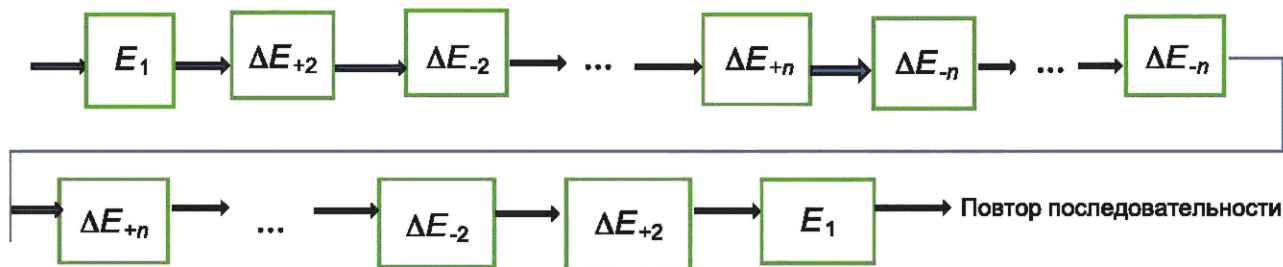 E₁ ΔE₊₂ ΔE₋₂ ... ΔE₊ₙ ΔE₋ₙ ... ΔE₋ₙ
ΔE₊ₙ ... ΔE₋₂ ΔE₊₂ E₁ Повтор последовательности